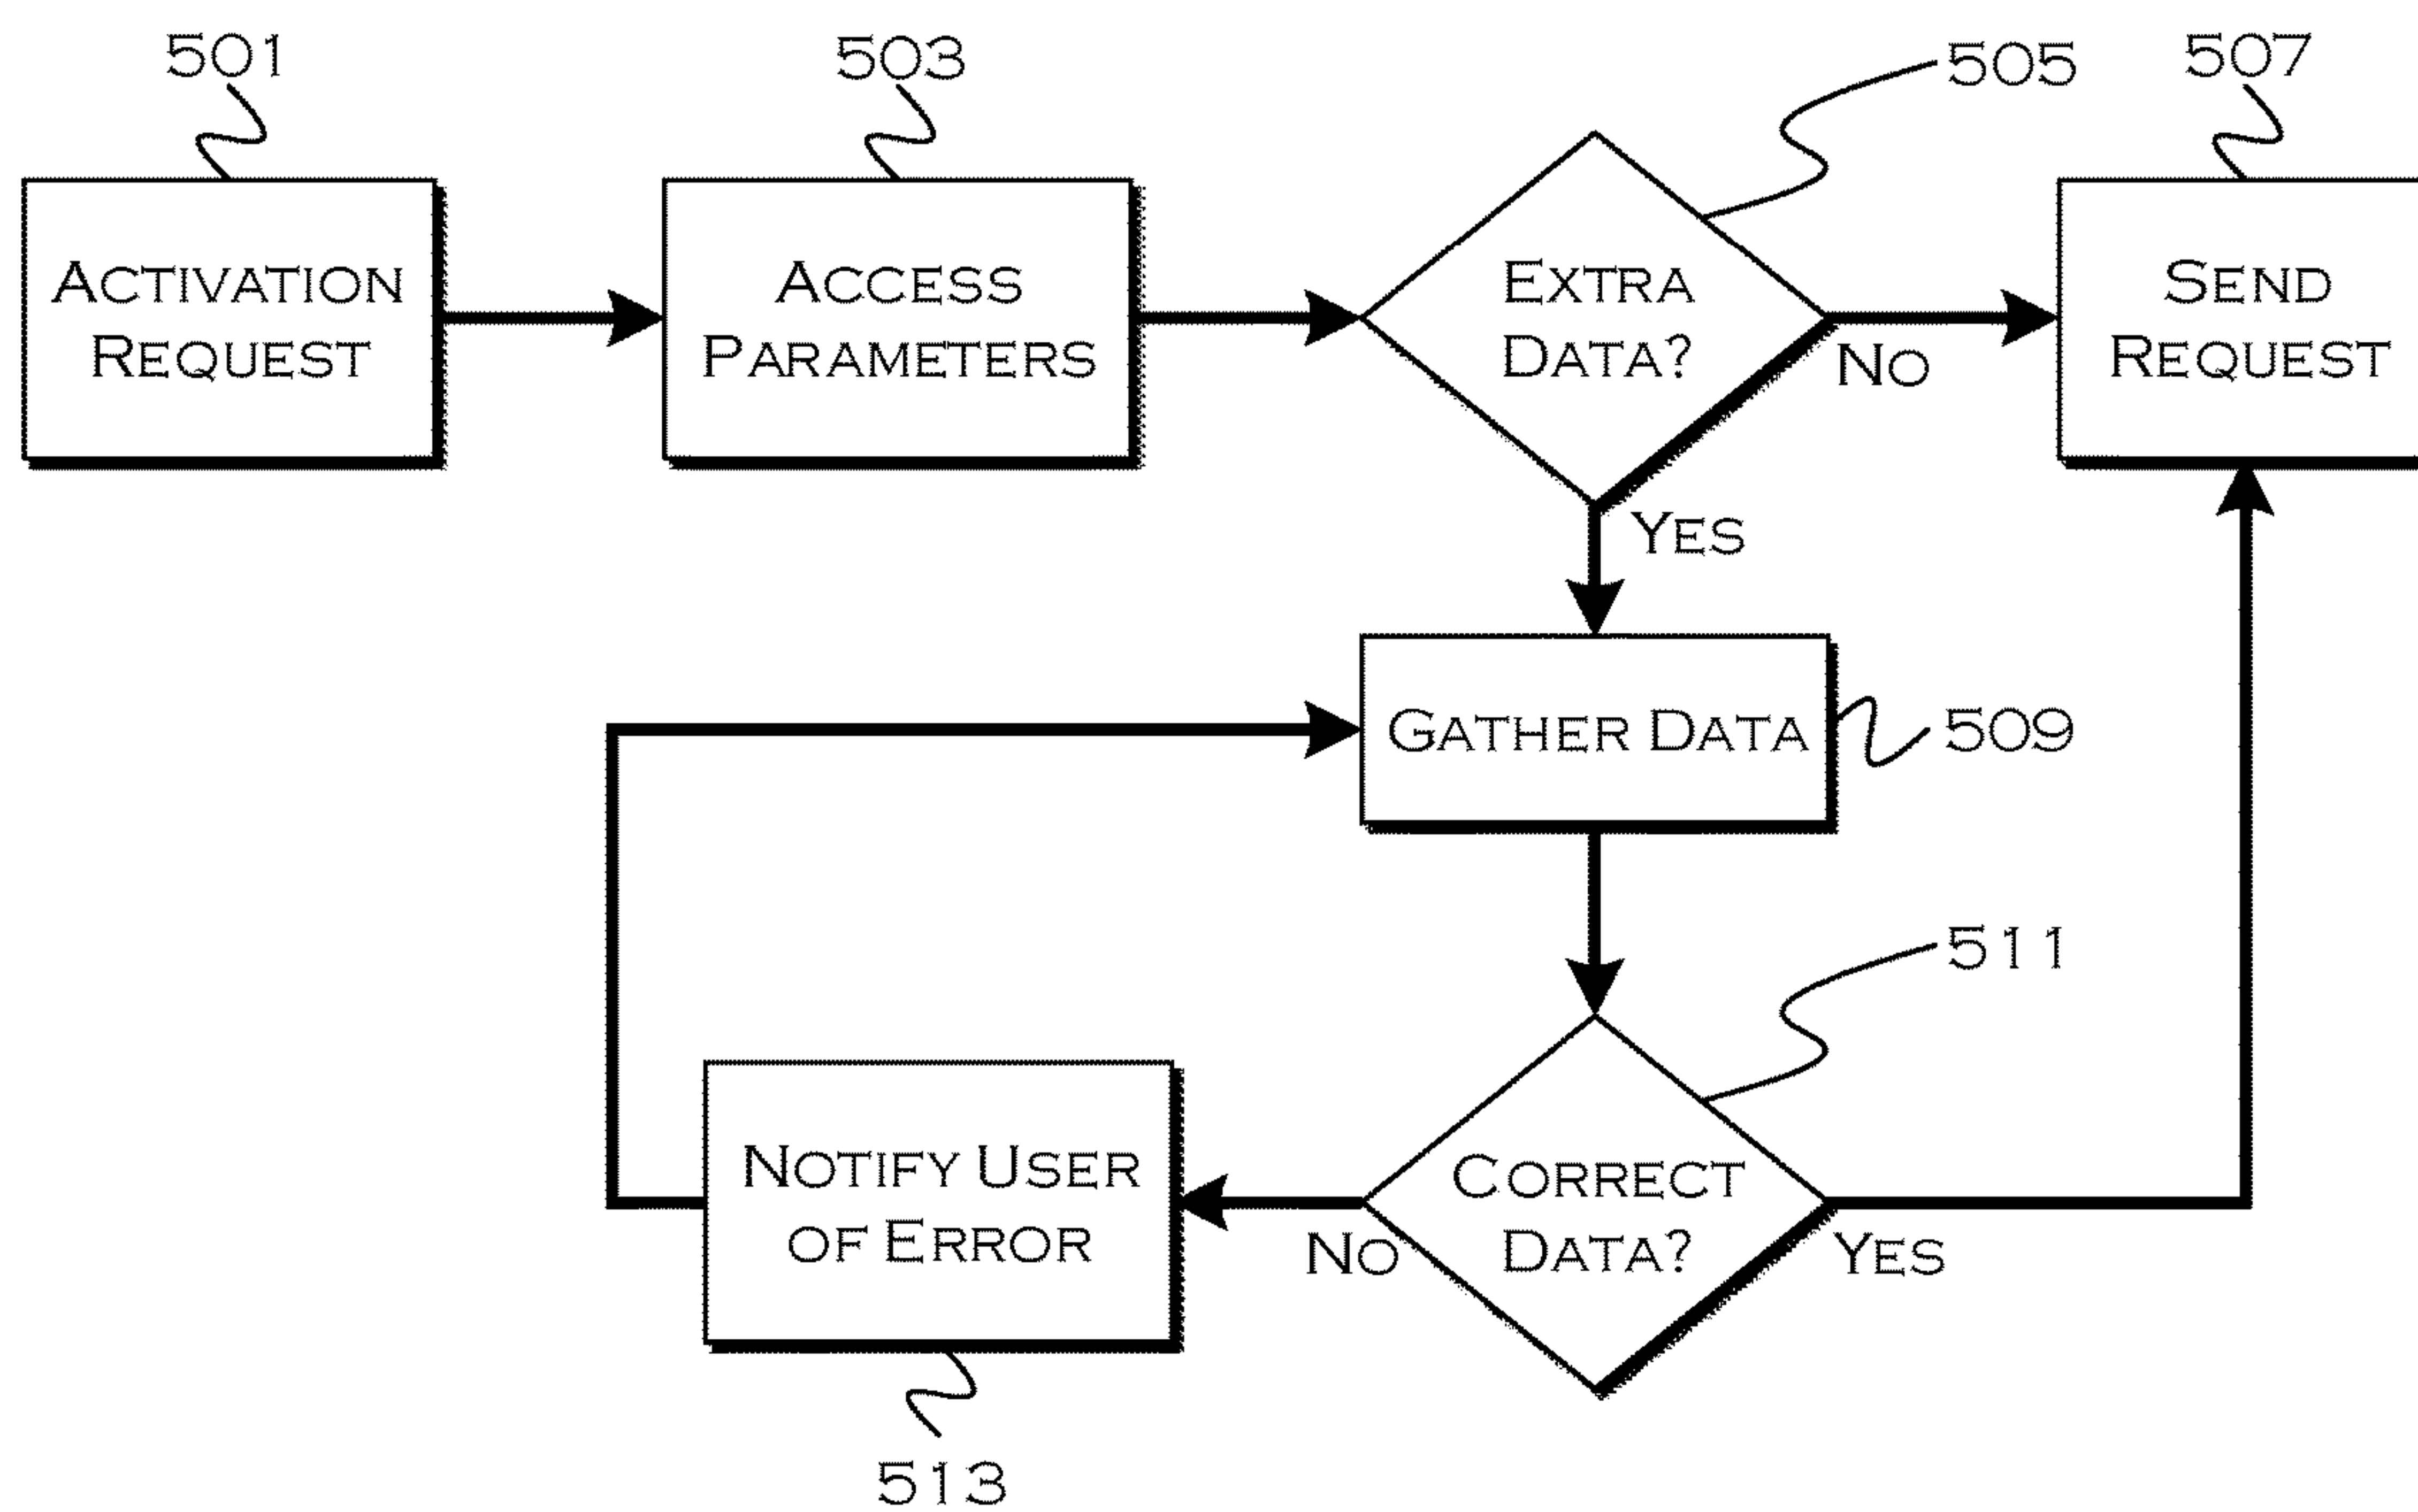 501
503
505
507
ACTIVATION
REQUEST
ACCESS
PARAMETERS
EXTRA
DATA?
NO
SEND
REQUEST
YES
GATHER DATA
509
511
NOTIFY USER
OF ERROR
NO
CORRECT
DATA?
YES
513